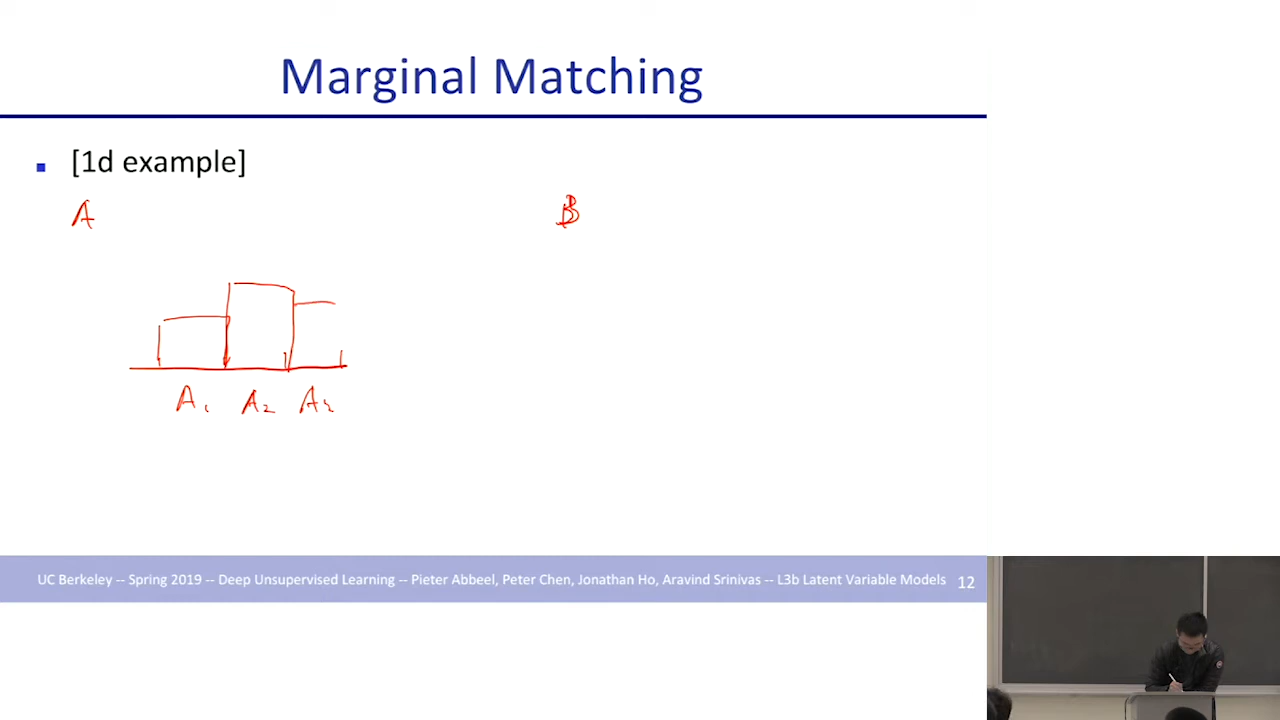 Marginal Matching
[1d example]
A
B
A₁ A₂ A₃
UC Berkeley -- Spring 2019 -- Deep Unsupervised Learning -- Pieter Abbeel, Peter Chen, Jonathan Ho, Aravind Srinivas -- L3b Latent Variable Models 12